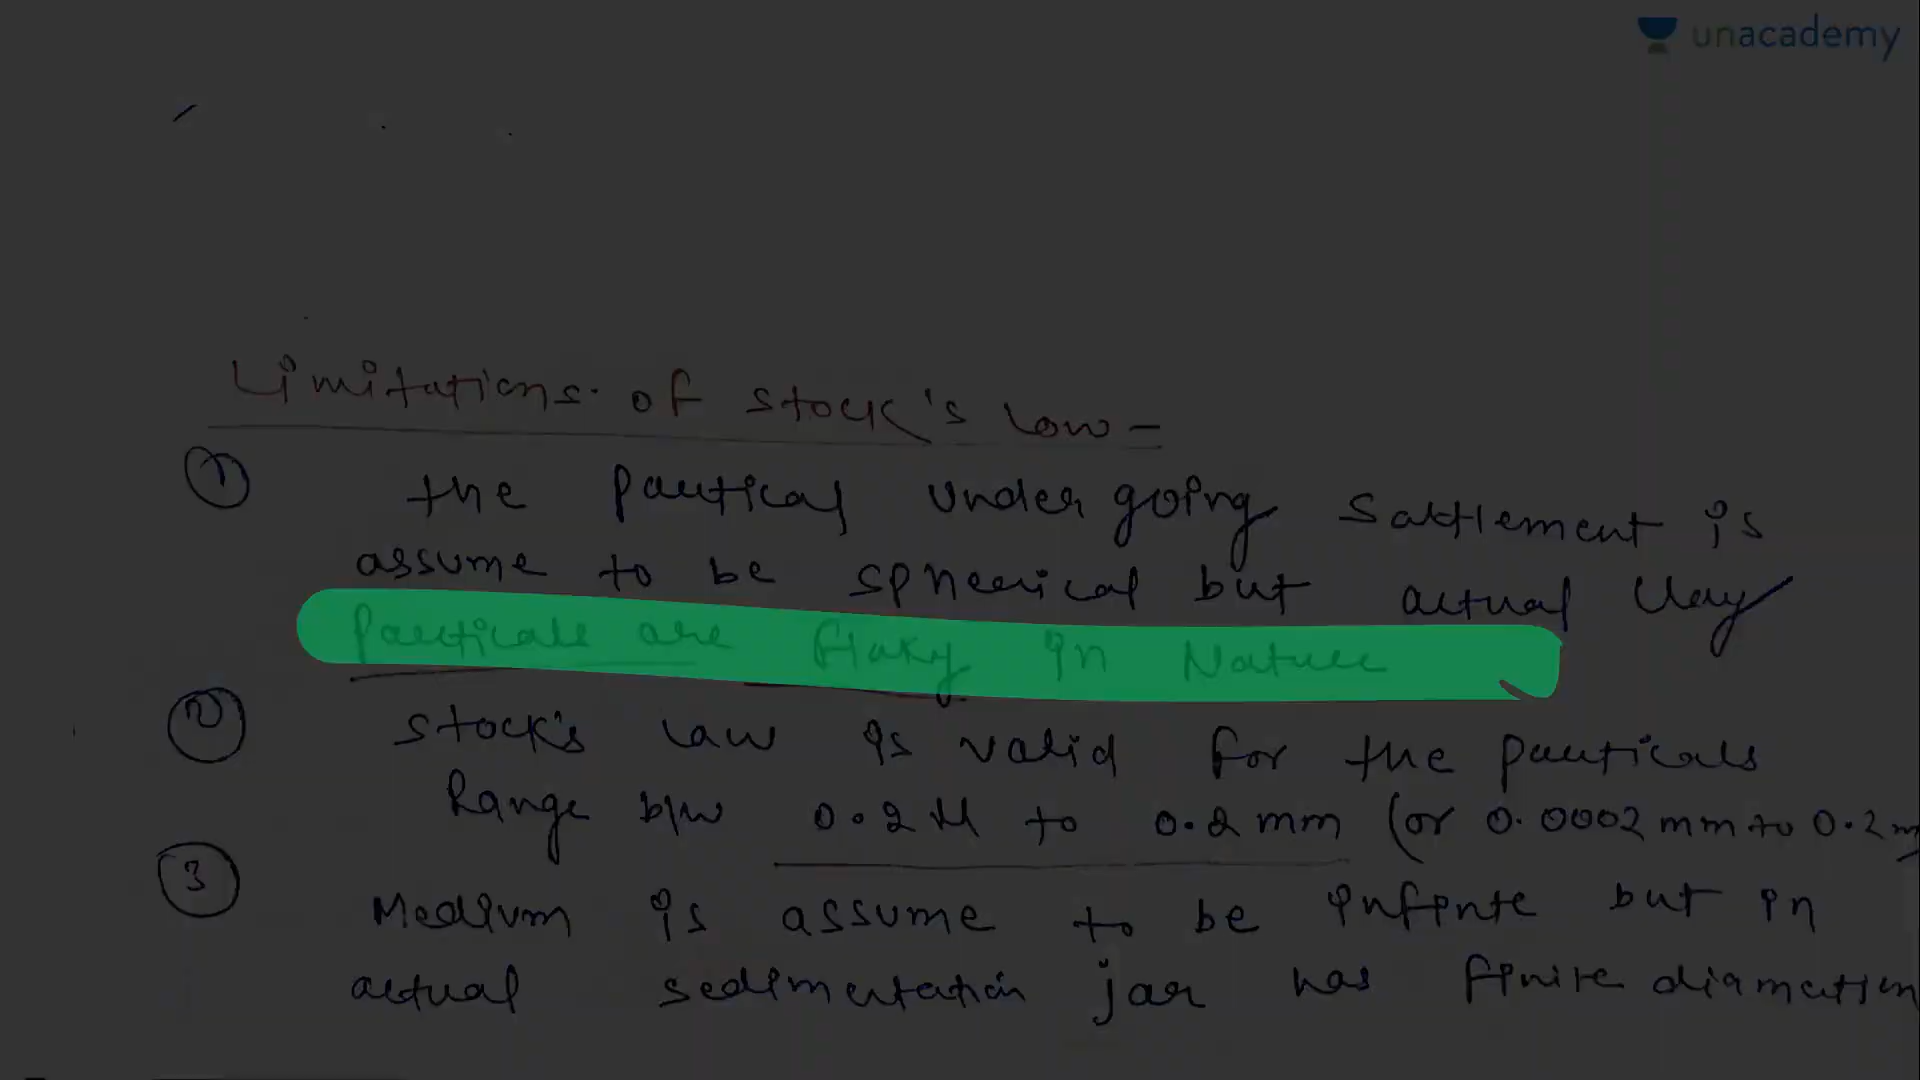 unacademy
Limitations of stock's law -
1 the partical under going sattlement is
assume to be spherical but actual clay
particals are flaky in Nature
2 stock's law is valid for the particals
Range b/w 0.2 μ to 0.2 mm (or 0.0002 mm to 0.2 m
3 Medium is assume to be infinte but in
actual sedimentation jar has finite